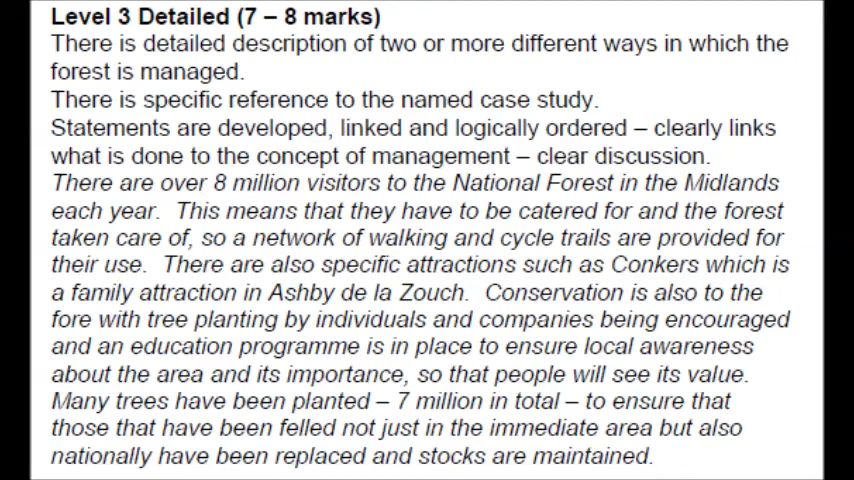 Level 3 Detailed (7 – 8 marks)
There is detailed description of two or more different ways in which the
forest is managed.
There is specific reference to the named case study.
Statements are developed, linked and logically ordered – clearly links
what is done to the concept of management – clear discussion.
There are over 8 million visitors to the National Forest in the Midlands
each year.  This means that they have to be catered for and the forest
taken care of, so a network of walking and cycle trails are provided for
their use.  There are also specific attractions such as Conkers which is
a family attraction in Ashby de la Zouch.  Conservation is also to the
fore with tree planting by individuals and companies being encouraged
and an education programme is in place to ensure local awareness
about the area and its importance, so that people will see its value.
Many trees have been planted – 7 million in total – to ensure that
those that have been felled not just in the immediate area but also
nationally have been replaced and stocks are maintained.